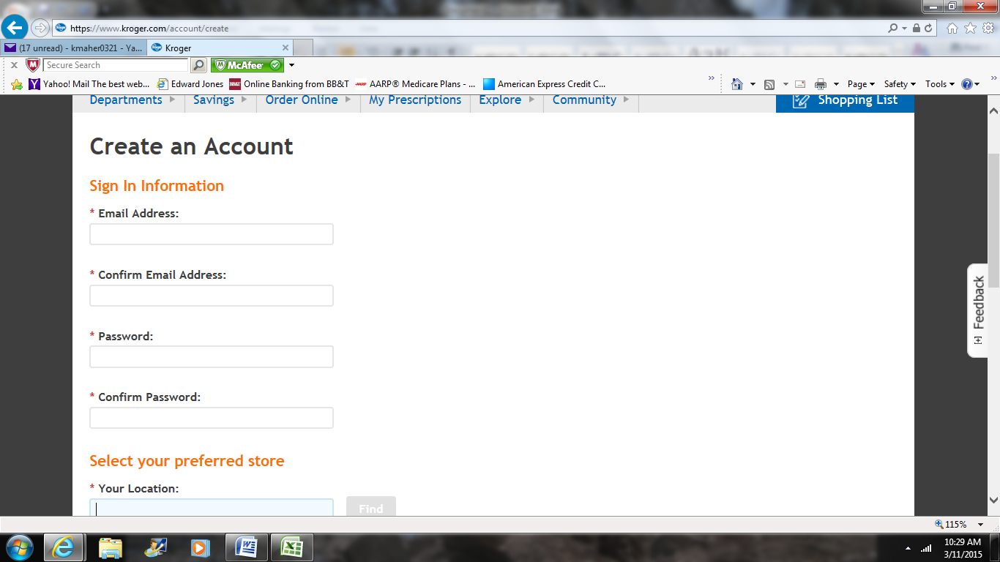 https://www.kroger.com/account/create
(17 unread) - kmaher0321 - Ya...
Kroger
Secure Search
McAfee
Yahoo! Mail The best web...
Edward Jones
BB&T
Online Banking from BB&T
AARP
AARP® Medicare Plans - ...
American Express Credit C...
Page
Safety
Tools
Departments
Savings
Order Online
My Prescriptions
Explore
Community
Shopping List
Create an Account
Sign In Information
* Email Address:
* Confirm Email Address:
* Password:
* Confirm Password:
Select your preferred store
* Your Location:
Find
[+] Feedback
115%
10:29 AM
3/11/2015